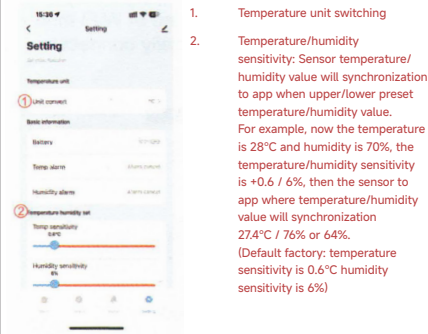 15:36
Setting
Setting
Temperature unit
1 Unit convert
°C
Basic information
Battery
Temp alarm
Humidity alarm
2 Temperature humidity set
Temp sensitivity
0.6°C
Humidity sensitivity
6%
1. Temperature unit switching
2. Temperature/humidity
sensitivity: Sensor temperature/
humidity value will synchronization
to app when upper/lower preset
temperature/humidity value.
For example, now the temperature
is 28°C and humidity is 70%, the
temperature/humidity sensitivity
is +0.6 / 6%, then the sensor to
app where temperature/humidity
value will synchronization
27.4°C / 76% or 64%.
(Default factory: temperature
sensitivity is 0.6°C humidity
sensitivity is 6%)